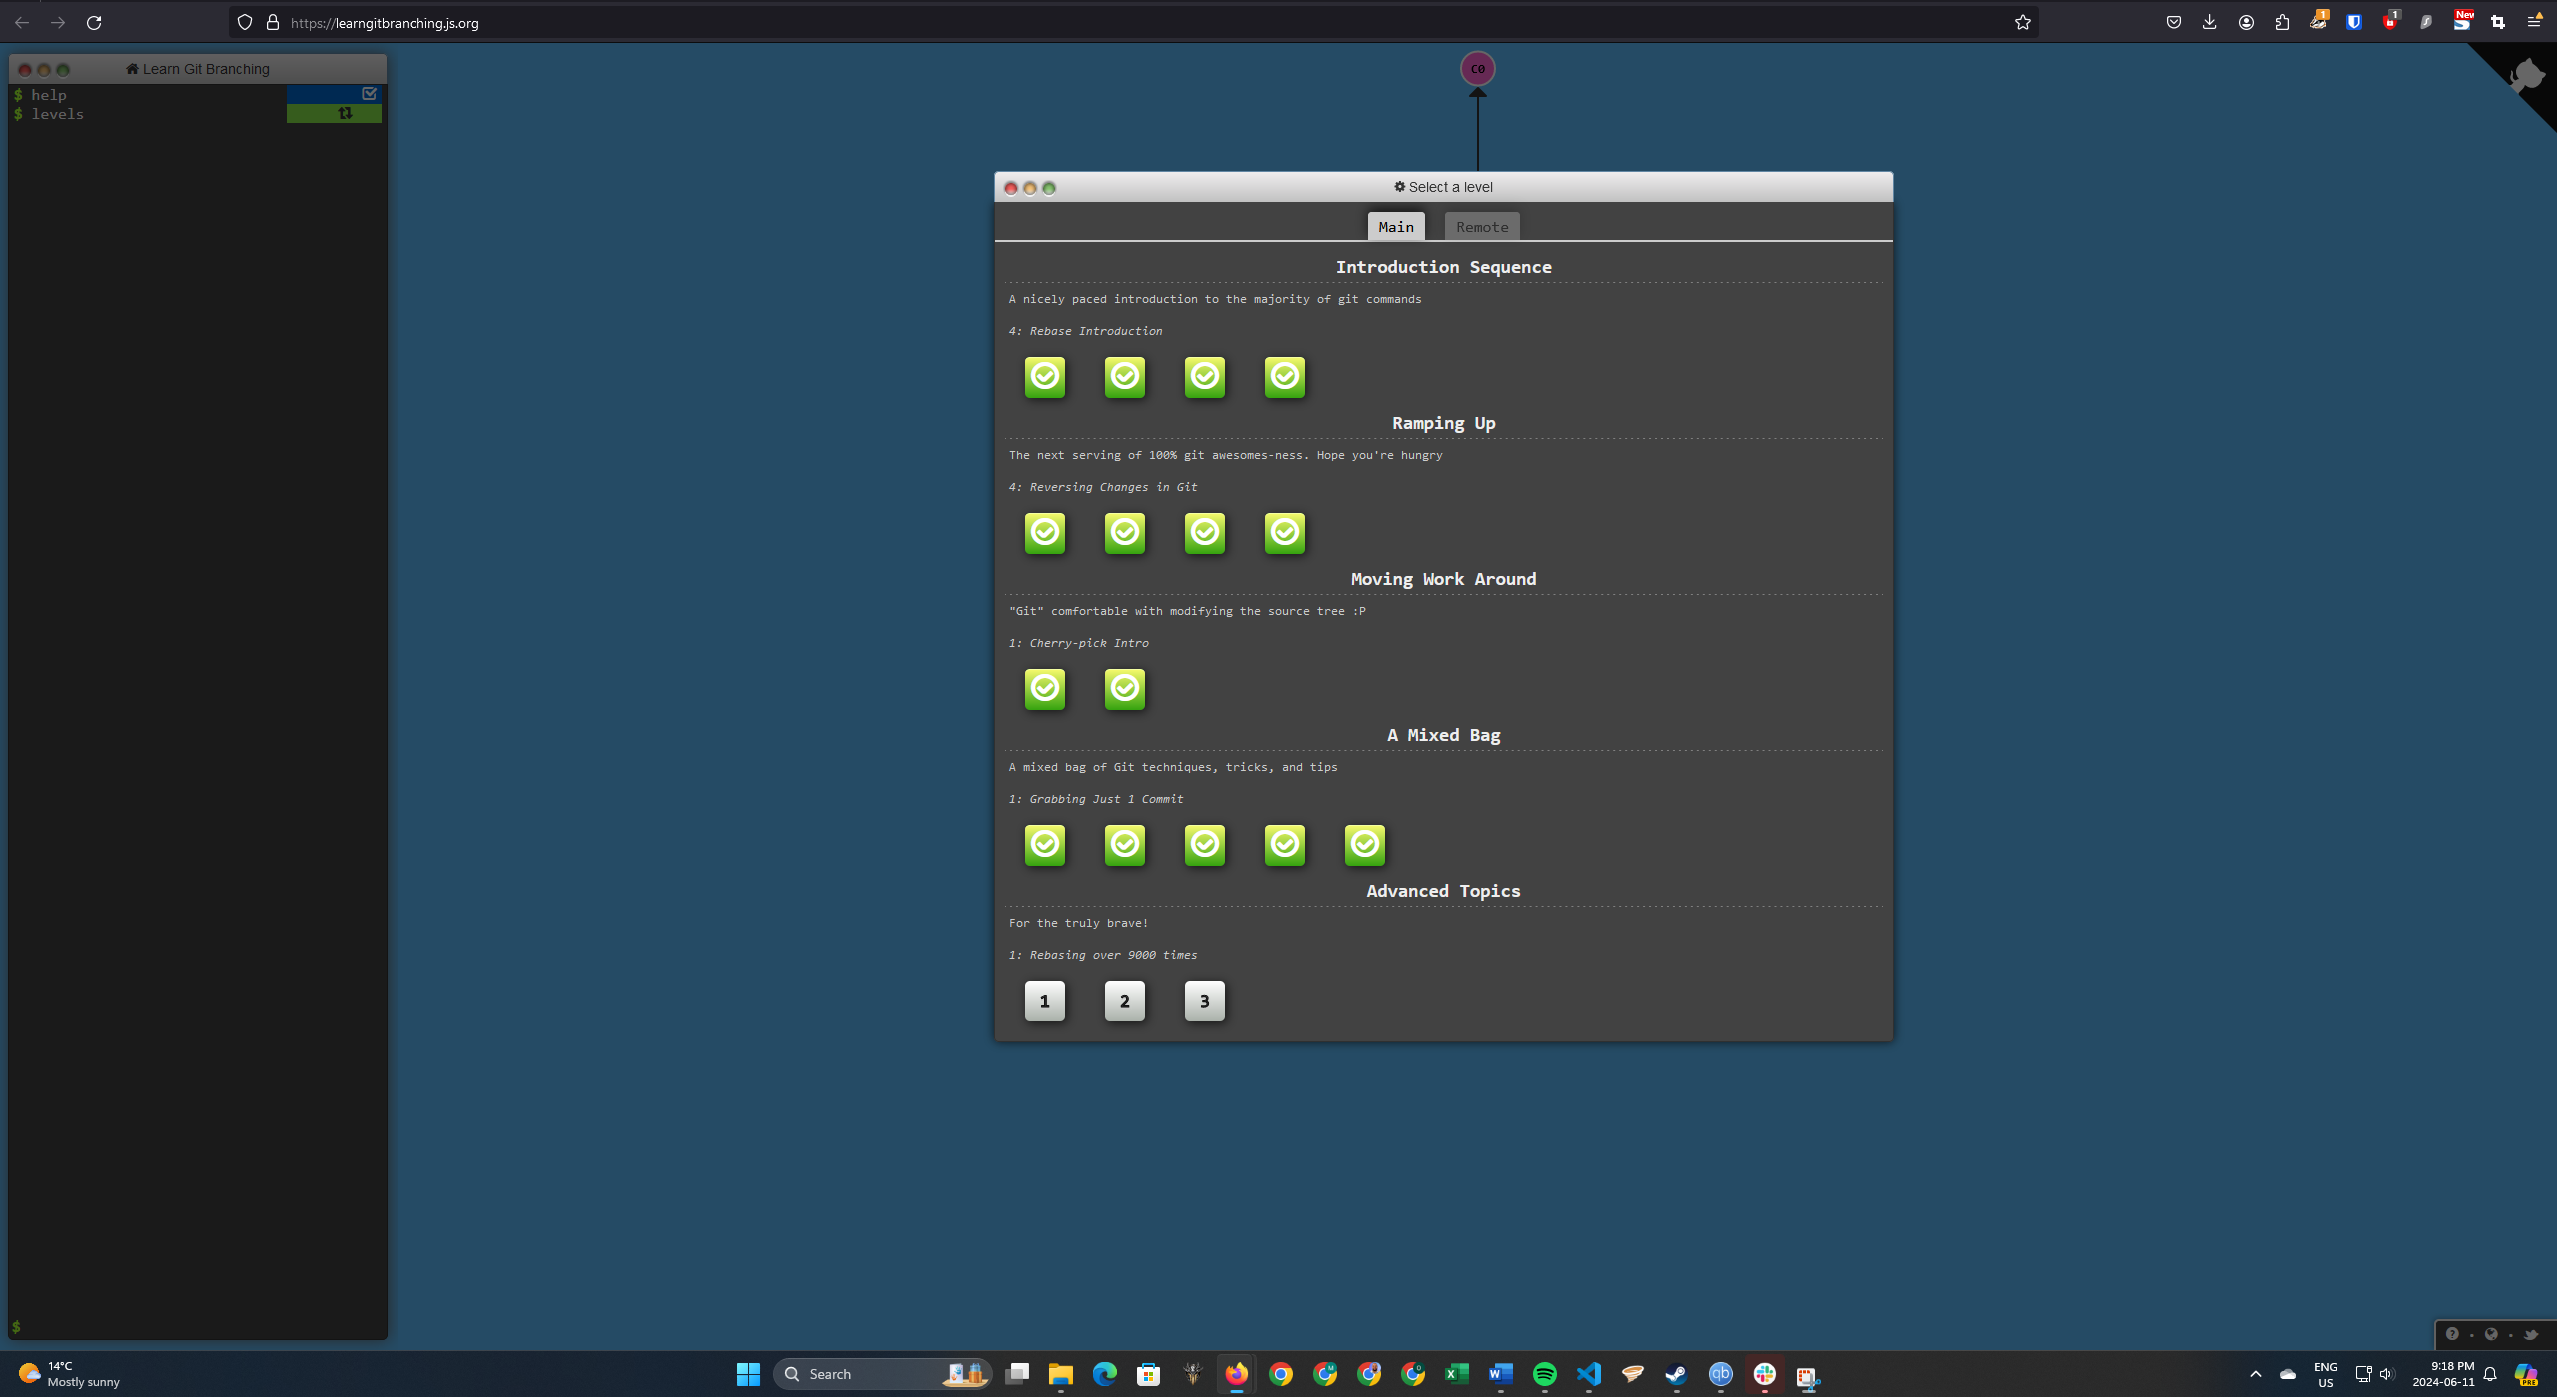 https://learngitbranching.js.org
1
1
New
Learn Git Branching
$ help
$ levels
$
C0
Select a level
Main Remote
Introduction Sequence
A nicely paced introduction to the majority of git commands
4: Rebase Introduction
Ramping Up
The next serving of 100% git awesomes-ness. Hope you're hungry
4: Reversing Changes in Git
Moving Work Around
"Git" comfortable with modifying the source tree :P
1: Cherry-pick Intro
A Mixed Bag
A mixed bag of Git techniques, tricks, and tips
1: Grabbing Just 1 Commit
Advanced Topics
For the truly brave!
1: Rebasing over 9000 times
1 2 3
14°C
Mostly sunny
Search
qb
ENG
US
9:18 PM
2024-06-11
PRE